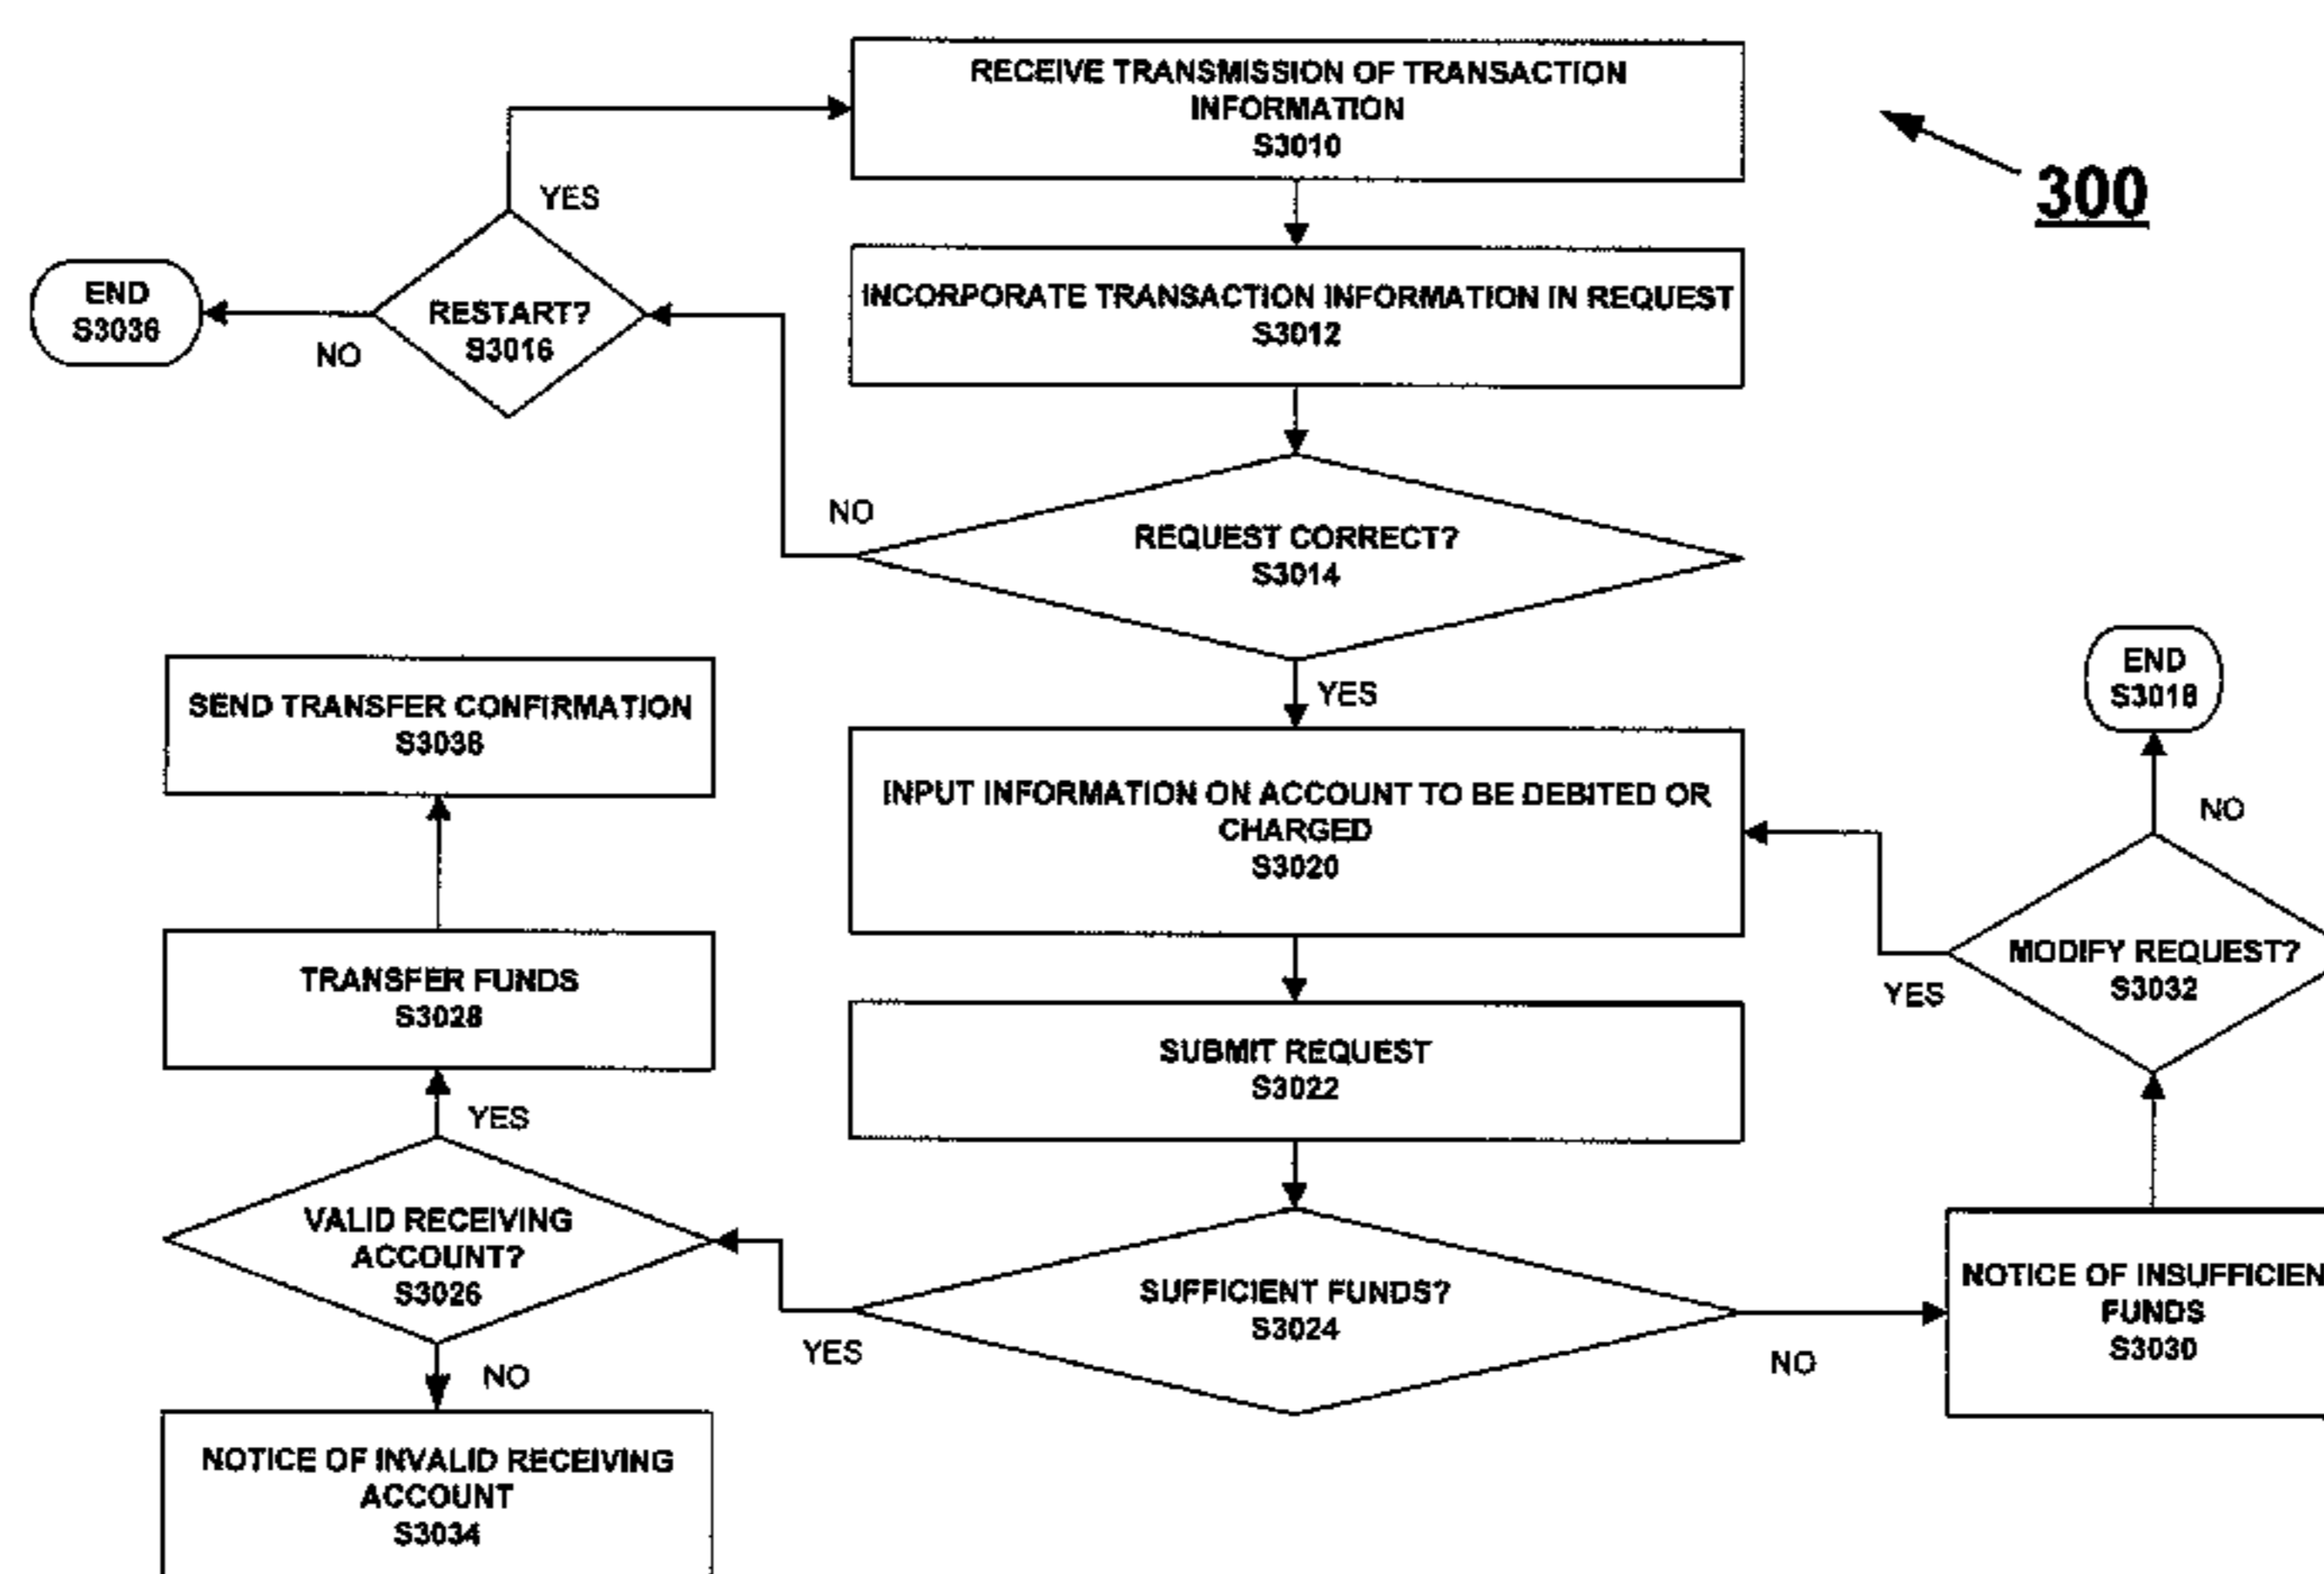 RECEIVE TRANSMISSION OF TRANSACTION
INFORMATION
S3010
300
YES
INCORPORATE TRANSACTION INFORMATION IN REQUEST
S3012
END
S3036
RESTART?
S3016
NO
NO
REQUEST CORRECT?
S3014
YES
SEND TRANSFER CONFIRMATION
S3038
END
S3018
INPUT INFORMATION ON ACCOUNT TO BE DEBITED OR
CHARGED
S3020
NO
TRANSFER FUNDS
S3028
MODIFY REQUEST?
S3032
YES
SUBMIT REQUEST
S3022
YES
VALID RECEIVING
ACCOUNT?
S3026
SUFFICIENT FUNDS?
S3024
YES
NO
NOTICE OF INSUFFICIEN
FUNDS
S3030
NO
NOTICE OF INVALID RECEIVING
ACCOUNT
S3034